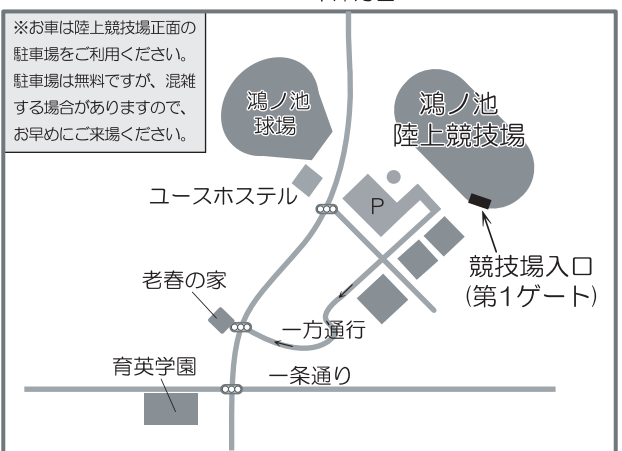 ※お車は陸上競技場正面の
駐車場をご利用ください。
駐車場は無料ですが、混雑
する場合がありますので、
お早めにご来場ください。
鴻ノ池
球場
鴻ノ池
陸上競技場
ユースホステル
P
競技場入口
(第1ゲート)
老春の家
一方通行
育英学園
一条通り